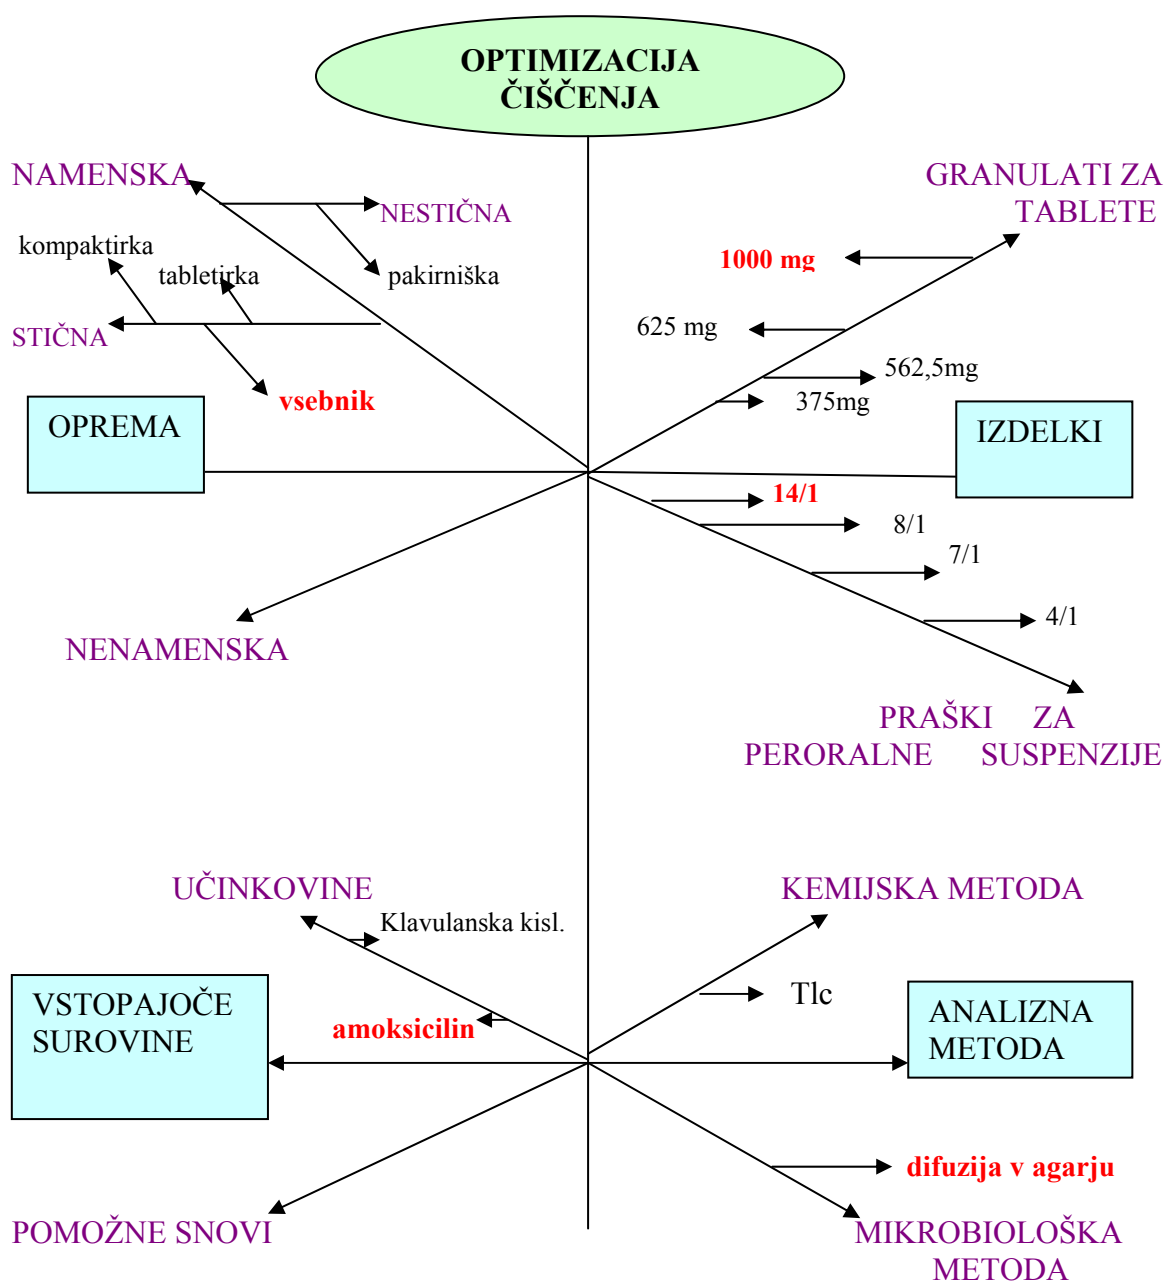 OPTIMIZACIJA
ČIŠČENJA
NAMENSKA
NESTIČNA
kompaktirka
tabletirka
pakirniška
STIČNA
vsebnik
OPREMA
NENAMENSKA
GRANULATI ZA
TABLETE
1000 mg
625 mg
562,5mg
375mg
IZDELKI
14/1
8/1
7/1
4/1
PRAŠKI ZA
PERORALNE SUSPENZIJE
UČINKOVINE
Klavulanska kisl.
amoksicilin
VSTOPAJOČE
SUROVINE
POMOŽNE SNOVI
KEMIJSKA METODA
Tlc
ANALIZNA
METODA
difuzija v agarju
MIKROBIOLOŠKA
METODA